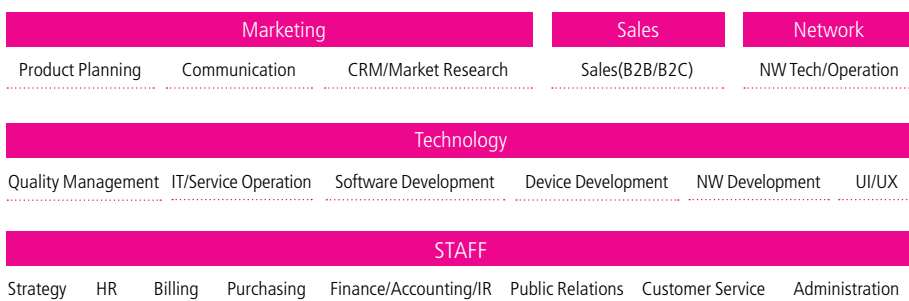 Marketing Sales Network
Product Planning Communication CRM/Market Research Sales(B2B/B2C) NW Tech/Operation
Technology
Quality Management IT/Service Operation Software Development Device Development NW Development UI/UX
STAFF
Strategy HR Billing Purchasing Finance/Accounting/IR Public Relations Customer Service Administration